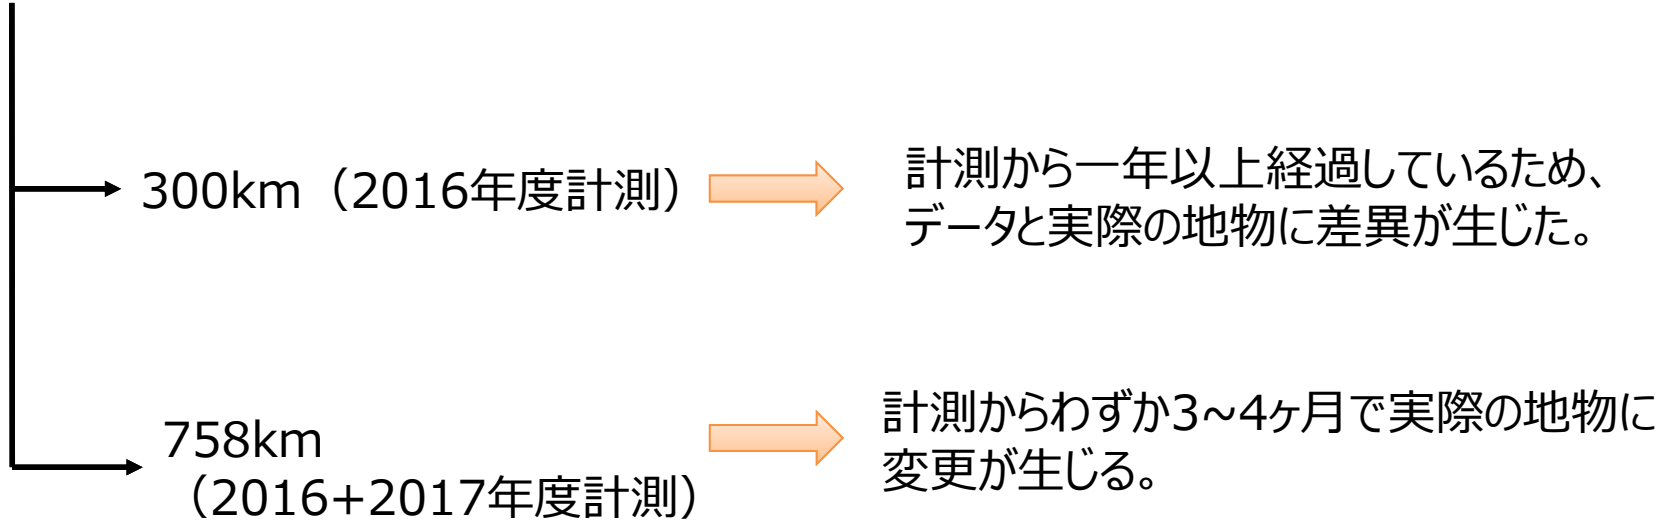 300km（2016年度計測）
計測から一年以上経過しているため、
データと実際の地物に差異が生じた。
758km
（2016+2017年度計測）
計測からわずか3~4ヶ月で実際の地物に
変更が生じる。